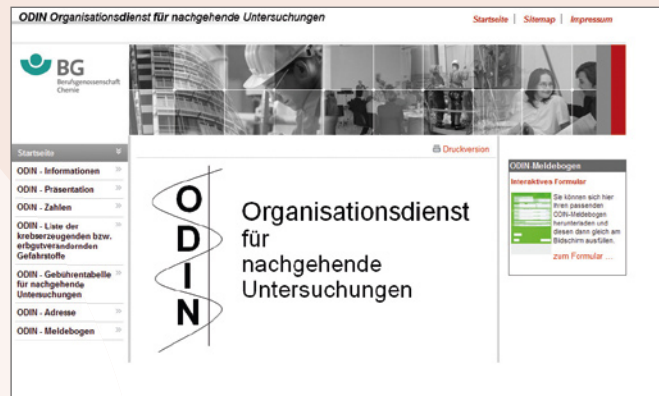 ODIN Organisationsdienst für nachgehende Untersuchungen
Startseite | Sitemap | Impressum
BG
Berufsgenossenschaft
Chemie
Startseite
ODIN - Informationen
ODIN - Präsentation
ODIN - Zahlen
ODIN - Liste der
krebserzeugenden bzw.
erbgutverändernden
Gefahrstoffe
ODIN - Gebührentabelle
für nachgehende
Untersuchungen
ODIN - Adresse
ODIN - Meldebogen
Druckversion
ODIN
Organisationsdienst
für
nachgehende
Untersuchungen
ODIN-Meldebogen
Interaktives Formular
Sie können sich hier
Ihren passenden
ODIN-Meldebogen
herunterladen und
diesen dann gleich am
Bildschirm ausfüllen.
zum Formular ...